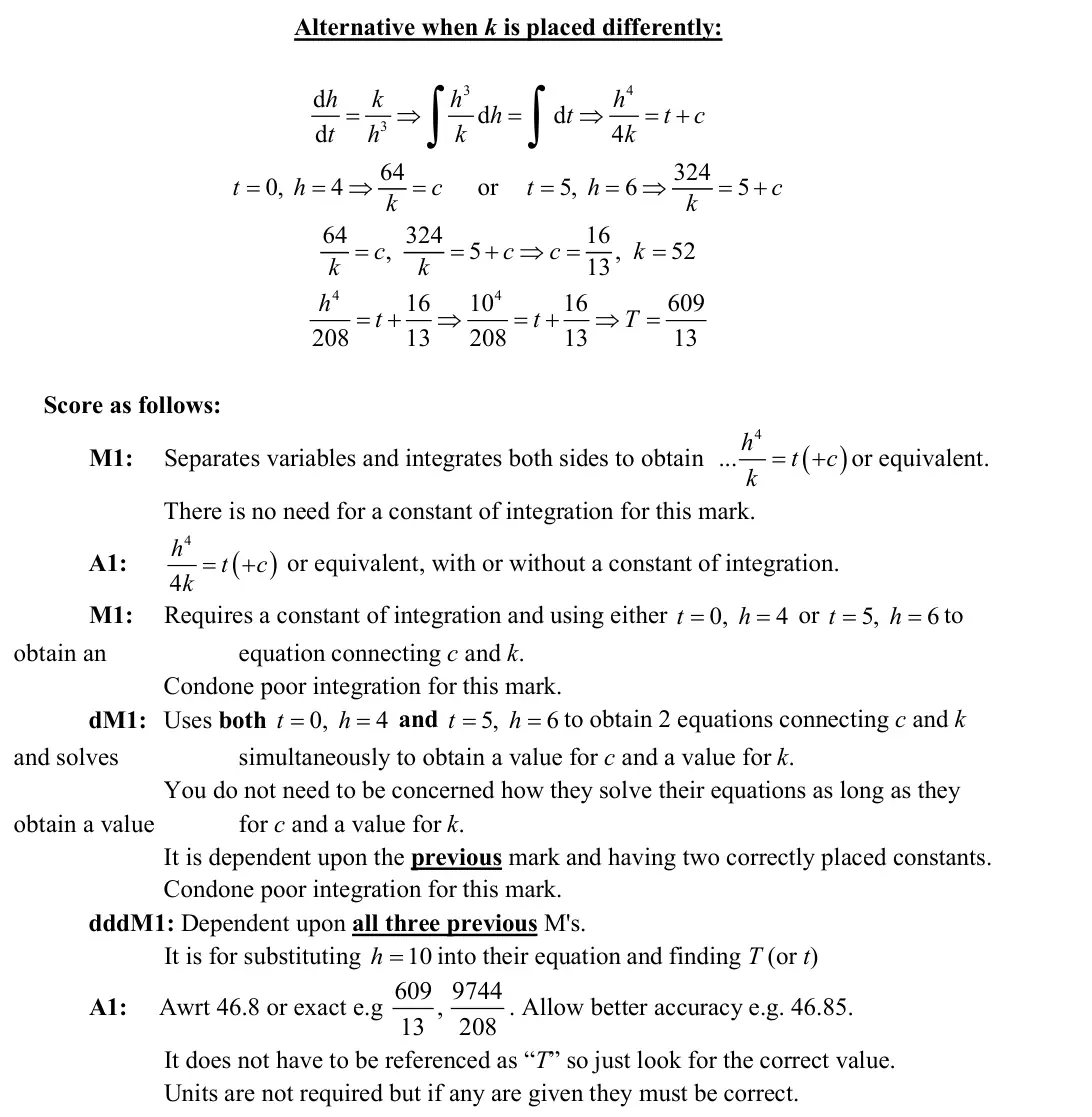 Alternative when k is placed differently:
dh/dt = k/h³ ⇒ ∫ h³/k dh = ∫ dt ⇒ h⁴/4k = t + c
t = 0, h = 4 ⇒ 64/k = c or t = 5, h = 6 ⇒ 324/k = 5 + c
64/k = c, 324/k = 5 + c ⇒ c = 16/13, k = 52
h⁴/208 = t + 16/13 ⇒ 10⁴/208 = t + 16/13 ⇒ T = 609/13
Score as follows:
M1: Separates variables and integrates both sides to obtain ...h⁴/k = t(+c) or equivalent.
There is no need for a constant of integration for this mark.
A1: h⁴/4k = t(+c) or equivalent, with or without a constant of integration.
M1: Requires a constant of integration and using either t = 0, h = 4 or t = 5, h = 6 to
obtain an equation connecting c and k.
Condone poor integration for this mark.
dM1: Uses both t = 0, h = 4 and t = 5, h = 6 to obtain 2 equations connecting c and k
and solves simultaneously to obtain a value for c and a value for k.
You do not need to be concerned how they solve their equations as long as they
obtain a value for c and a value for k.
It is dependent upon the previous mark and having two correctly placed constants.
Condone poor integration for this mark.
dddM1: Dependent upon all three previous M's.
It is for substituting h = 10 into their equation and finding T (or t)
A1: Awrt 46.8 or exact e.g 609/13, 9744/208. Allow better accuracy e.g. 46.85.
It does not have to be referenced as “T” so just look for the correct value.
Units are not required but if any are given they must be correct.